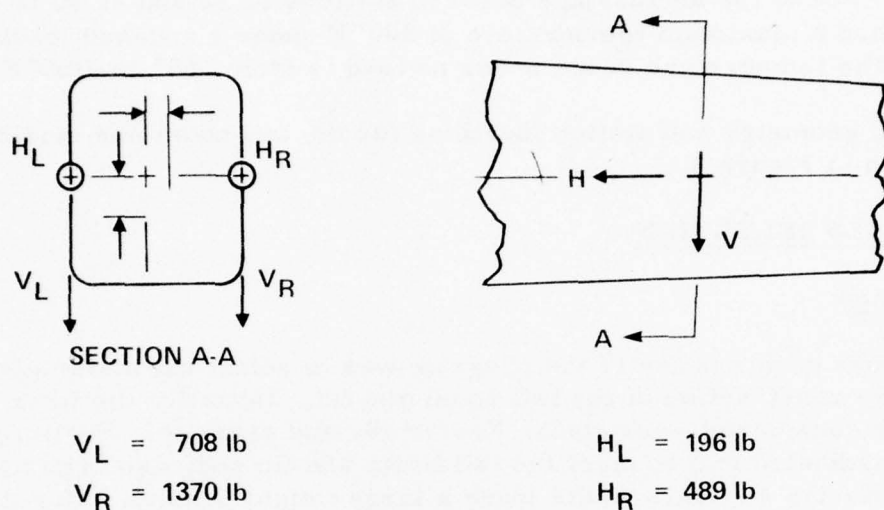 A
H_L
H_R
H
V
V_L
V_R
A
SECTION A-A
V_L = 708 lb
V_R = 1370 lb
H_L = 196 lb
H_R = 489 lb